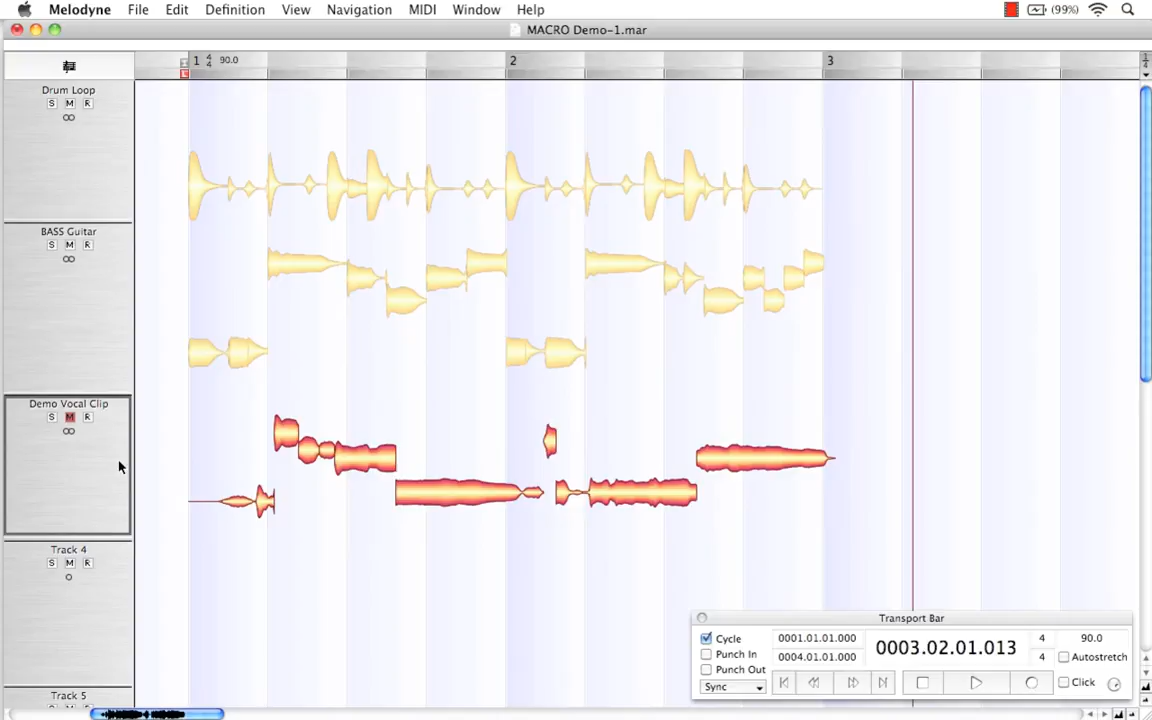 Melodyne File Edit Definition View Navigation MIDI Window Help (99%)
MACRO Demo-1.mar
1 4/4 90.0 2 3 1/4
Drum Loop
S M R
BASS Guitar
S M R
Demo Vocal Clip
S M R
Track 4
S M R
Track 5
Transport Bar
Cycle 0001.01.01.000 0003.02.01.013 4 90.0
Punch In 0004.01.01.000 4 Autostretch
Punch Out
Sync Click